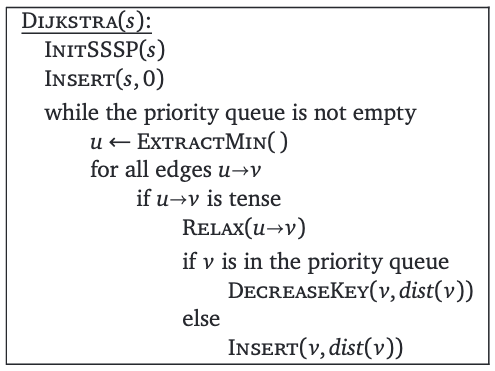 DIJKSTRA(s):
INITSSSP(s)
INSERT(s, 0)
while the priority queue is not empty
u ← EXTRACTMIN( )
for all edges u→v
if u→v is tense
RELAX(u→v)
if v is in the priority queue
DECREASEKEY(v, dist(v))
else
INSERT(v, dist(v))